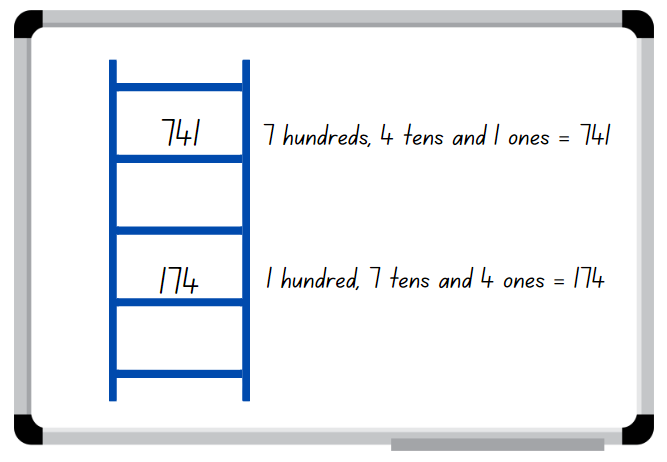 741 7 hundreds, 4 tens and 1 ones = 741
174 1 hundred, 7 tens and 4 ones = 174